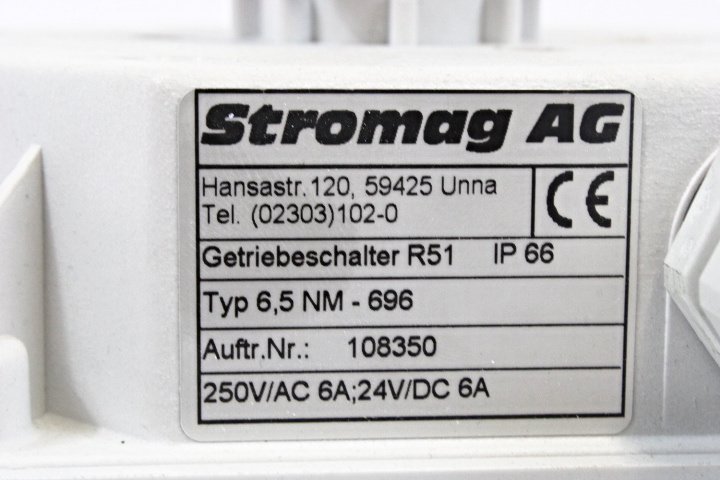 Stromag AG
Hansastr.120, 59425 Unna
Tel. (02303)102-0
CE
Getriebeschalter R51 IP 66
Typ 6,5 NM - 696
Auftr.Nr.: 108350
250V/AC 6A;24V/DC 6A